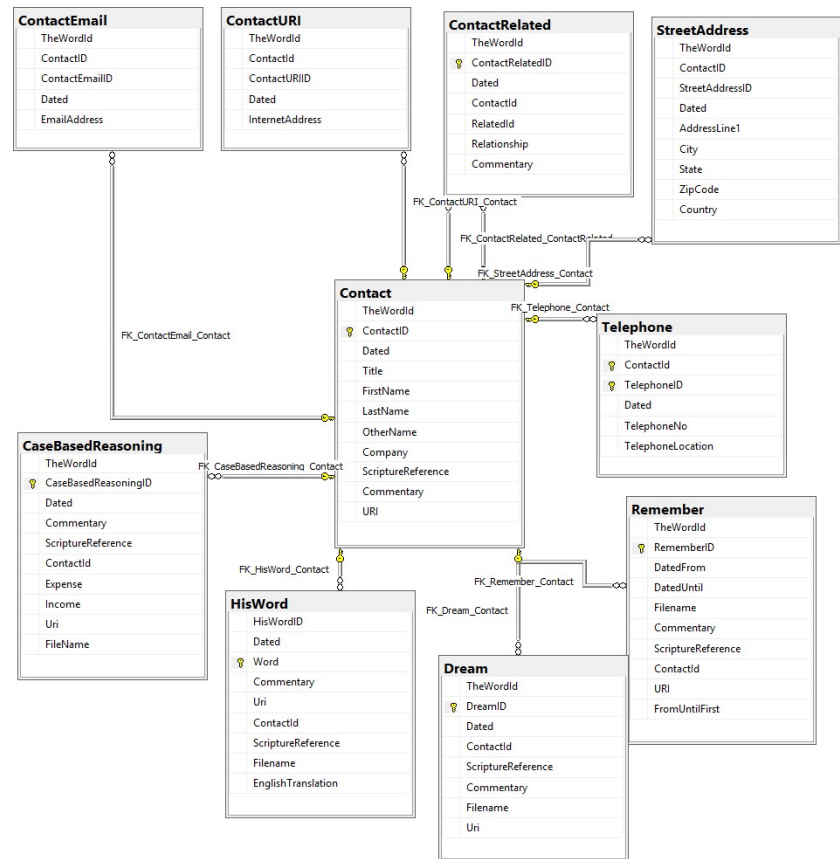 ContactEmail
TheWordId
ContactID
ContactEmailID
Dated
EmailAddress
ContactURI
TheWordId
ContactId
ContactURIID
Dated
InternetAddress
ContactRelated
TheWordId
ContactRelatedID
Dated
ContactId
RelatedId
Relationship
Commentary
StreetAddress
TheWordId
ContactID
StreetAddressID
Dated
AddressLine1
City
State
ZipCode
Country
FK_ContactURI_Contact
FK_ContactRelated_ContactRelated
FK_StreetAddress_Contact
FK_Telephone_Contact
FK_ContactEmail_Contact
Contact
TheWordId
ContactID
Dated
Title
FirstName
LastName
OtherName
Company
ScriptureReference
Commentary
URI
Telephone
TheWordId
ContactId
TelephoneID
Dated
TelephoneNo
TelephoneLocation
CaseBasedReasoning
TheWordId
CaseBasedReasoningID
Dated
Commentary
ScriptureReference
ContactId
Expense
Income
Uri
FileName
FK_CaseBasedReasoning_Contact
FK_HisWord_Contact
FK_Remember_Contact
FK_Dream_Contact
Remember
TheWordId
RememberID
DatedFrom
DatedUntil
Filename
Commentary
ScriptureReference
ContactId
URI
FromUntilFirst
HisWord
HisWordID
Dated
Word
Commentary
Uri
ContactId
ScriptureReference
Filename
EnglishTranslation
Dream
TheWordId
DreamID
Dated
ContactId
ScriptureReference
Commentary
Filename
Uri